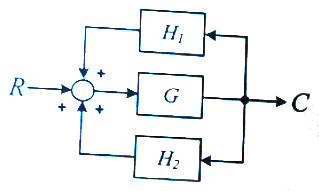 H₁
R + G C
+ +
H₂